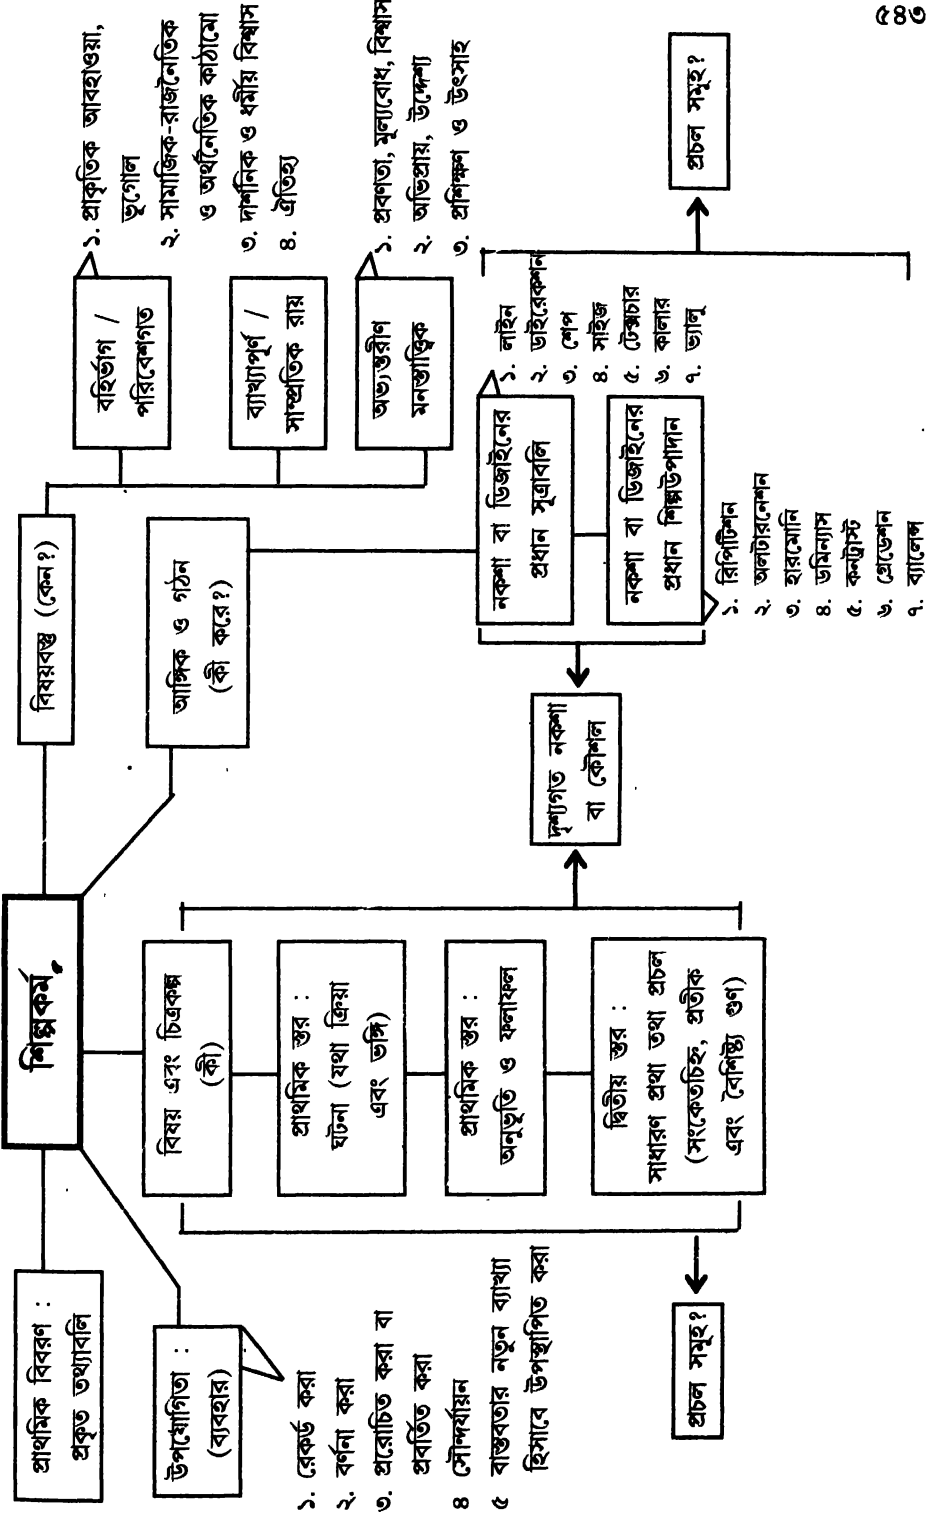 ৫৪৩
শিল্পকর্ম
প্রাথমিক বিবরণ :
প্রকৃত তথ্যাবলি
উপযোগিতা :
(ব্যবহার)
১. রেকর্ড করা
২. বর্ণনা করা
৩. প্ররোচিত করা বা
প্রবর্তিত করা
৪ সৌন্দর্যায়ন
৫ বাস্তবতার নতুন ব্যাখ্যা
হিসাবে উপস্থাপিত করা
বিষয় এবং চিত্রকল্প
(কী)
প্রাথমিক স্তর :
ঘটনা (যথা ক্রিয়া
এবং ভঙ্গি)
প্রাথমিক স্তর :
অনুভূতি ও ফলাফল
দ্বিতীয় স্তর :
সাধারণ প্রথা তথা প্রচল
(সংকেতচিহ্ন, প্রতীক
এবং বৈশিষ্ট্য গুণ)
প্রচল সমূহ?
দৃশ্যগত নকশা
বা কৌশল
বিষয়বস্তু (কেন?)
আঙ্গিক ও গঠন
(কী করে?)
বহির্ভাগ /
পরিবেশগত
১. প্রাকৃতিক আবহাওয়া,
ভূগোল
২. সামাজিক-রাজনৈতিক
ও অর্থনৈতিক কাঠামো
৩. দার্শনিক ও ধর্মীয় বিশ্বাস
৪. ঐতিহ্য
ব্যাখ্যাপূর্ণ /
সাম্প্রতিক রায়
অভ্যন্তরীণ
মনস্তাত্ত্বিক
১. প্রবণতা, মূল্যবোধ, বিশ্বাস
২. অভিপ্রায়, উদ্দেশ্য
৩. প্রশিক্ষণ ও উৎসাহ
নকশা বা ডিজাইনের
প্রধান সূত্রাবলি
১. লাইন
২. ডাইরেকশন
৩. শেপ
৪. সাইজ
৫. টেক্সচার
৬. কালার
৭. ভ্যালু
নকশা বা ডিজাইনের
প্রধান শিল্পউপাদান
১. রিপিটিশন
২. অলটারনেশন
৩. হারমোনি
৪. ডমিন্যাস
৫. কনট্রাস্ট
৬. গ্রেডেশন
৭. ব্যালেন্স
প্রচল সমূহ?